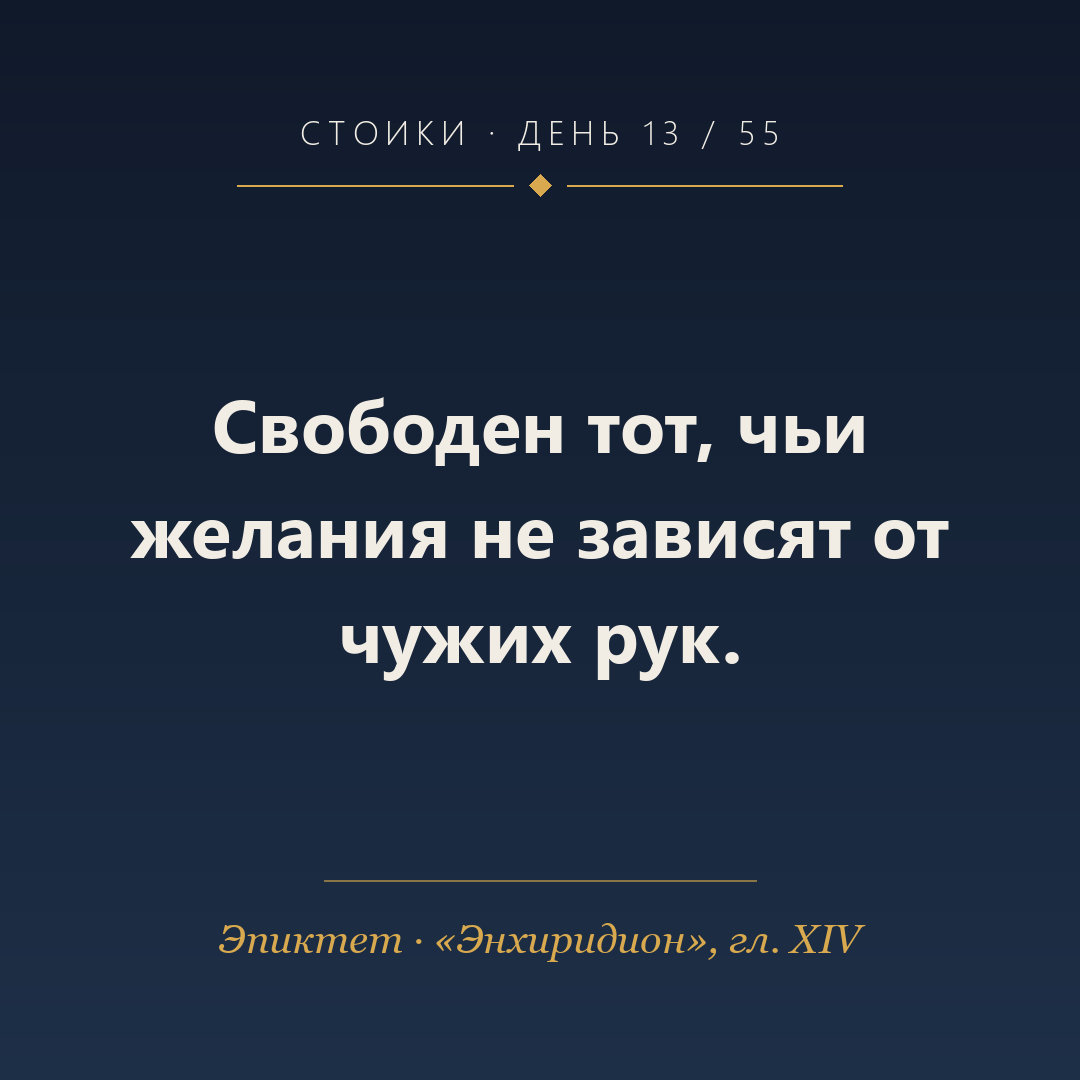 СТОИКИ · ДЕНЬ 13 / 55
Свободен тот, чьи
желания не зависят от
чужих рук.
Эпиктет · «Энхиридион», гл. XIV